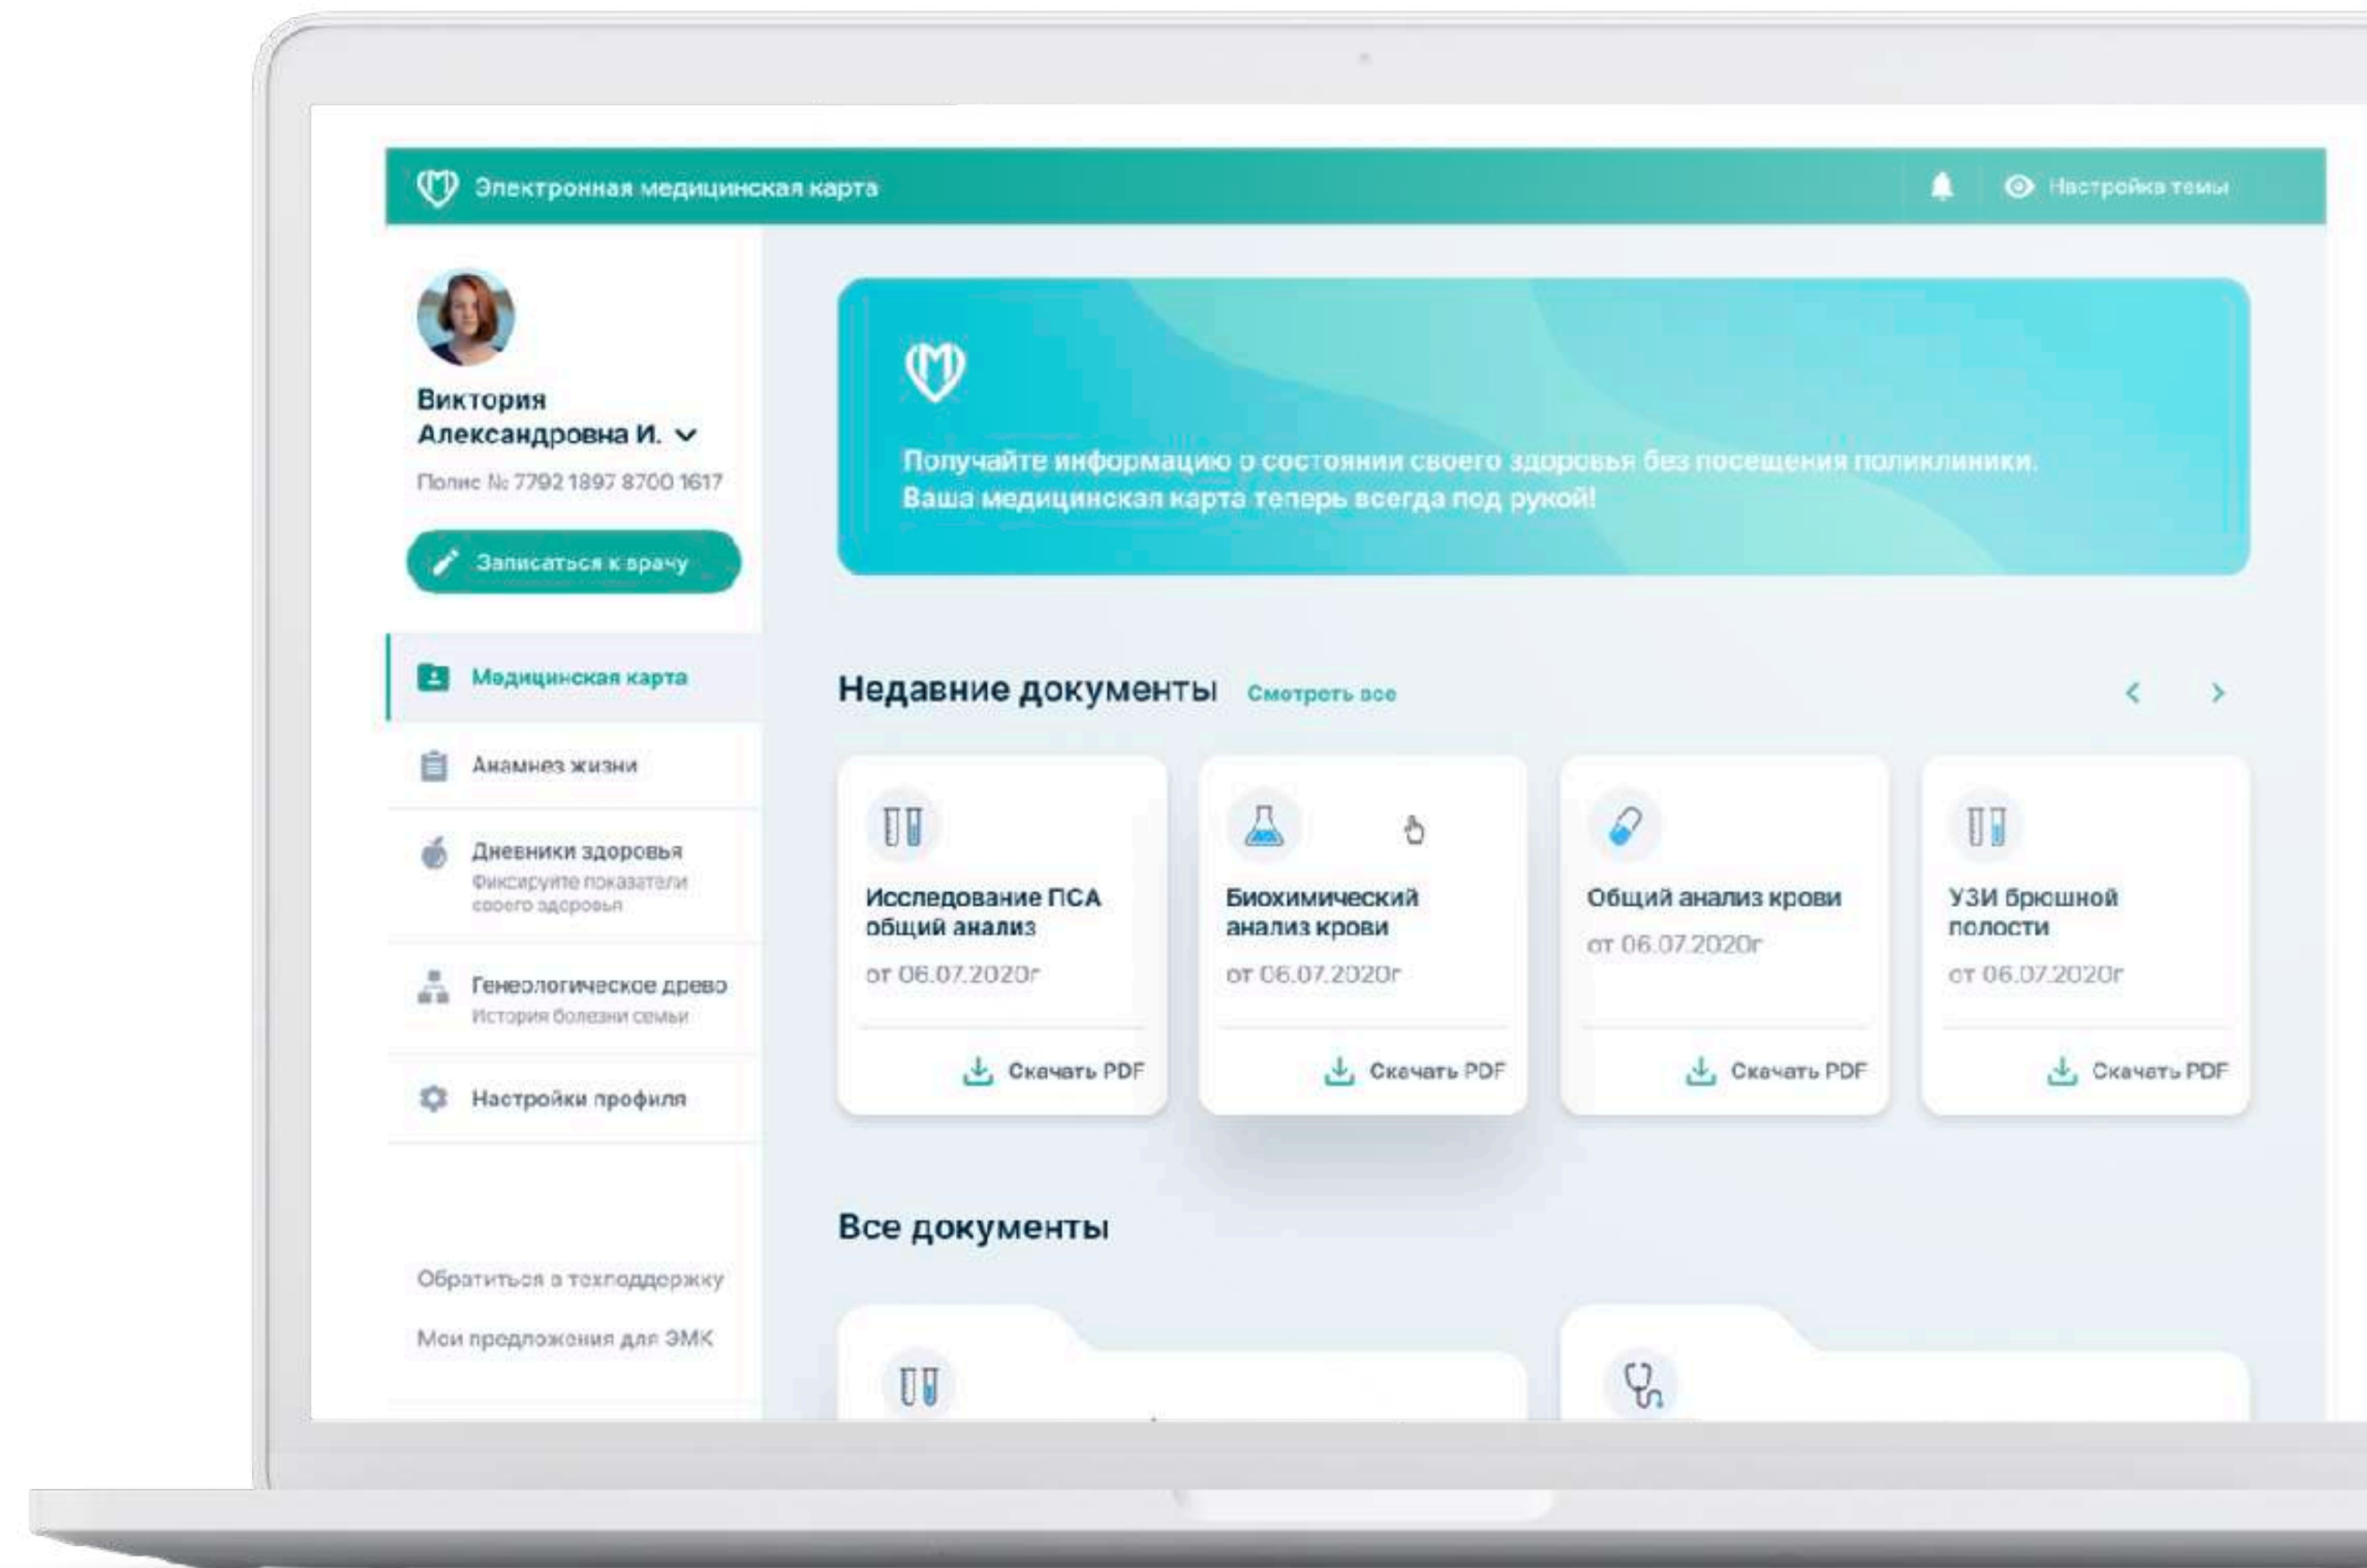 Электронная медицинская карта
Настройка темы
Виктория
Александровна И.
Полис № 7792 1897 8700 1617
Записаться к врачу
Медицинская карта
Анамнез жизни
Дневники здоровья
Фиксируйте показатели
своего здоровья
Генеологическое древо
История болезни семьи
Настройки профиля
Обратиться в техподдержку
Мои предложения для ЭМК
Получайте информацию о состоянии своего здоровья без посещения поликлиники.
Ваша медицинская карта теперь всегда под рукой!
Недавние документы Смотреть все
Исследование ПСА
общий анализ
от 06.07.2020г
Скачать PDF
Биохимический
анализ крови
от 06.07.2020г
Скачать PDF
Общий анализ крови
от 06.07.2020г
Скачать PDF
УЗИ брюшной
полости
от 06.07.2020г
Скачать PDF
Все документы